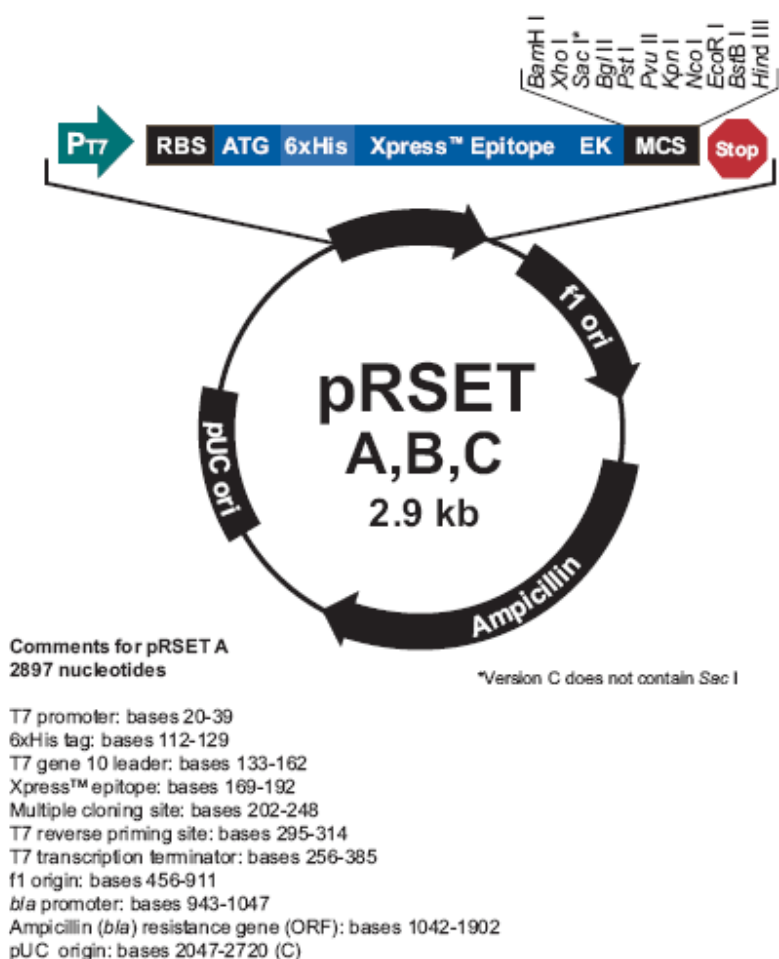 BamH I
Xho I
Sac I*
Bgl II
Pst I
Pvu II
Kpn I
Nco I
EcoR I
BstB I
Hind III
PT7
RBS ATG 6xHis Xpress™ Epitope EK MCS Stop
f1 ori
pRSET
A,B,C
2.9 kb
pUC ori
Ampicillin
Comments for pRSET A
2897 nucleotides
*Version C does not contain Sac I
T7 promoter: bases 20-39
6xHis tag: bases 112-129
T7 gene 10 leader: bases 133-162
Xpress™ epitope: bases 169-192
Multiple cloning site: bases 202-248
T7 reverse priming site: bases 295-314
T7 transcription terminator: bases 256-385
f1 origin: bases 456-911
bla promoter: bases 943-1047
Ampicillin (bla) resistance gene (ORF): bases 1042-1902
pUC origin: bases 2047-2720 (C)